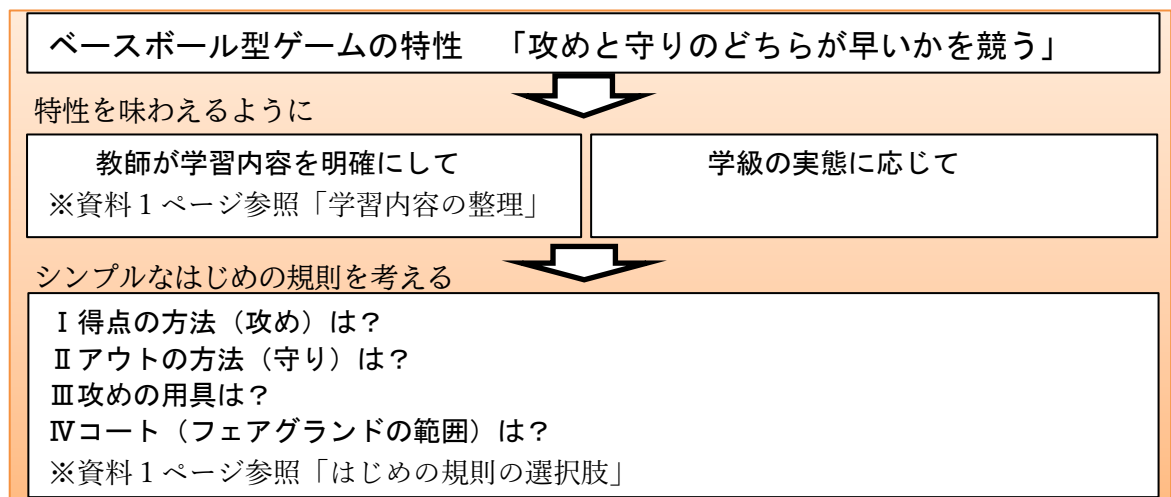 ベースボール型ゲームの特性　「攻めと守りのどちらが早いかを競う」
特性を味わえるように
教師が学習内容を明確にして
※資料1ページ参照「学習内容の整理」
学級の実態に応じて
シンプルなはじめの規則を考える
Ⅰ得点の方法（攻め）は？
Ⅱアウトの方法（守り）は？
Ⅲ攻めの用具は？
Ⅳコート（フェアグランドの範囲）は？
※資料1ページ参照「はじめの規則の選択肢」